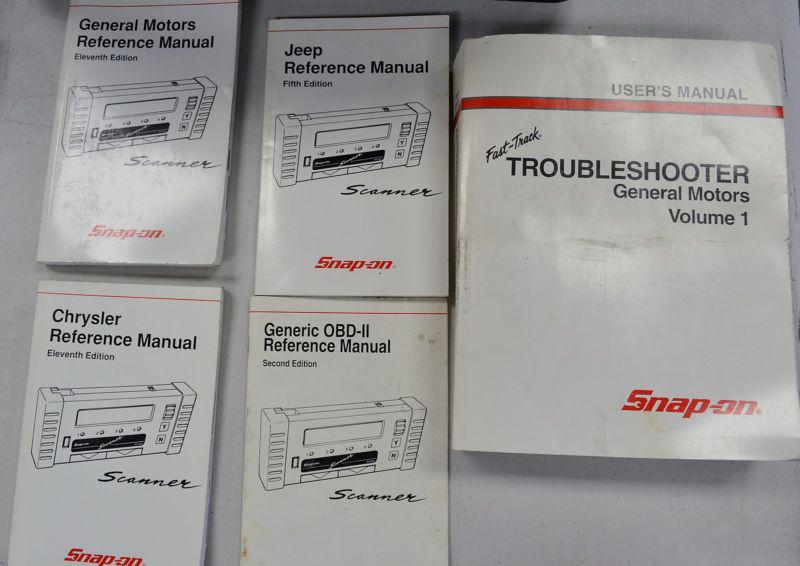 General Motors
Reference Manual
Eleventh Edition
Scanner
Snap-on
Jeep
Reference Manual
Fifth Edition
Scanner
Snap-on
USER'S MANUAL
Fast-Track
TROUBLESHOOTER
General Motors
Volume 1
Snap-on
Chrysler
Reference Manual
Eleventh Edition
Y
N
Scanner
Snap-on
Generic OBD-II
Reference Manual
Second Edition
Y
N
Scanner